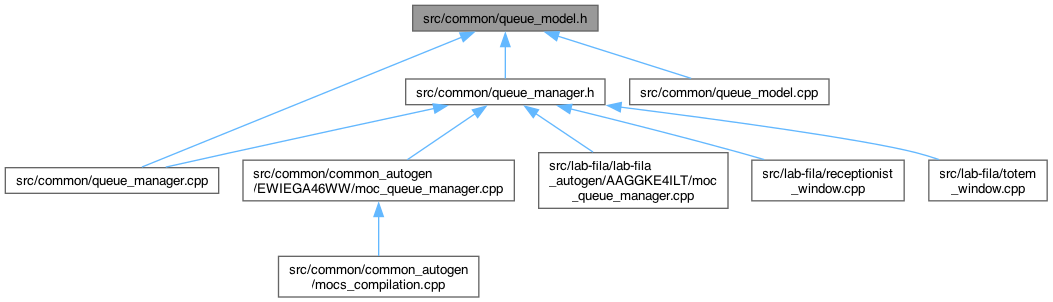 src/common/queue_model.h
src/common/queue_manager.h
src/common/queue_model.cpp
src/common/queue_manager.cpp
src/common/common_autogen
/EWIEGA46WW/moc_queue_manager.cpp
src/lab-fila/lab-fila
_autogen/AAGGKE4ILT/moc
_queue_manager.cpp
src/lab-fila/receptionist
_window.cpp
src/lab-fila/totem
_window.cpp
src/common/common_autogen
/mocs_compilation.cpp